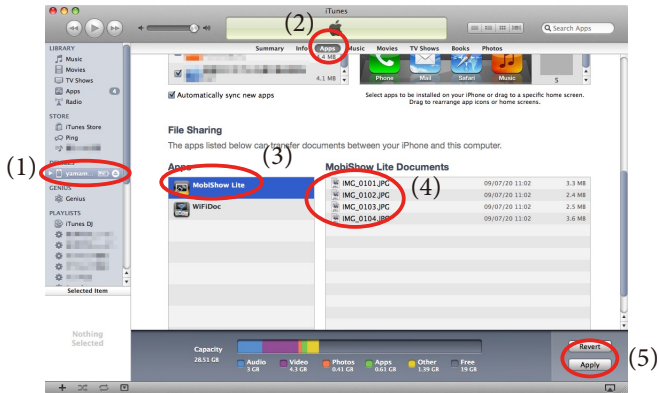 iTunes
(2)
Search Apps
LIBRARY
Music
Movies
TV Shows
Apps 4
Radio
STORE
iTunes Store
Ping
(1)
yamam...
GENIUS
Genius
PLAYLISTS
iTunes DJ
Selected Item
Nothing
Selected
Summary Info Apps Music Movies TV Shows Books Photos
4.1 MB
Phone Mail Safari Music
5
Automatically sync new apps
Select apps to be installed on your iPhone or drag to a specific home screen.
Drag to rearrange app icons or home screens.
File Sharing
The apps listed below can transfer documents between your iPhone and this computer.
(3)
Apps
MobiShow Lite
WiFiDoc
MobiShow Lite Documents
(4)
IMG_0101.JPG 09/07/20 11:02 3.3 MB
IMG_0102.JPG 09/07/20 11:02 2.4 MB
IMG_0103.JPG 09/07/20 11:02 2.5 MB
IMG_0104.JPG 09/07/20 11:02 3.6 MB
Capacity
28.51 GB
Audio
3 GB
Video
4.3 GB
Photos
0.41 GB
Apps
0.61 GB
Other
1.39 GB
Free
19 GB
Revert
Apply
(5)